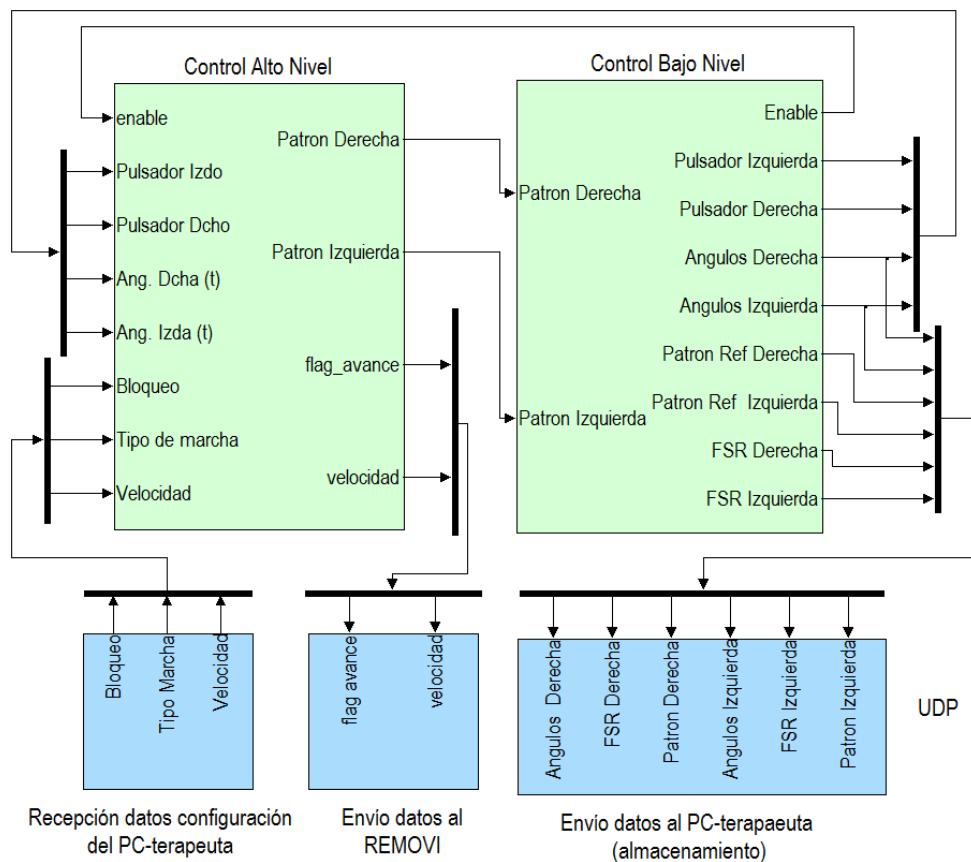 Control Alto Nivel
enable
Pulsador Izdo
Pulsador Dcho
Ang. Dcha (t)
Ang. Izda (t)
Bloqueo
Tipo de marcha
Velocidad
Patron Derecha
Patron Izquierda
flag_avance
velocidad
Control Bajo Nivel
Patron Derecha
Patron Izquierda
Enable
Pulsador Izquierda
Pulsador Derecha
Angulos Derecha
Angulos Izquierda
Patron Ref Derecha
Patron Ref Izquierda
FSR Derecha
FSR Izquierda
Bloqueo
Tipo Marcha
Velocidad
Recepción datos configuración
del PC-terapeuta
flag avance
velocidad
Envío datos al
REMOVI
Angulos Derecha
FSR Derecha
Patron Derecha
Angulos Izquierda
FSR Izquierda
Patron Izquierda
Envío datos al PC-terapaeuta
(almacenamiento)
UDP